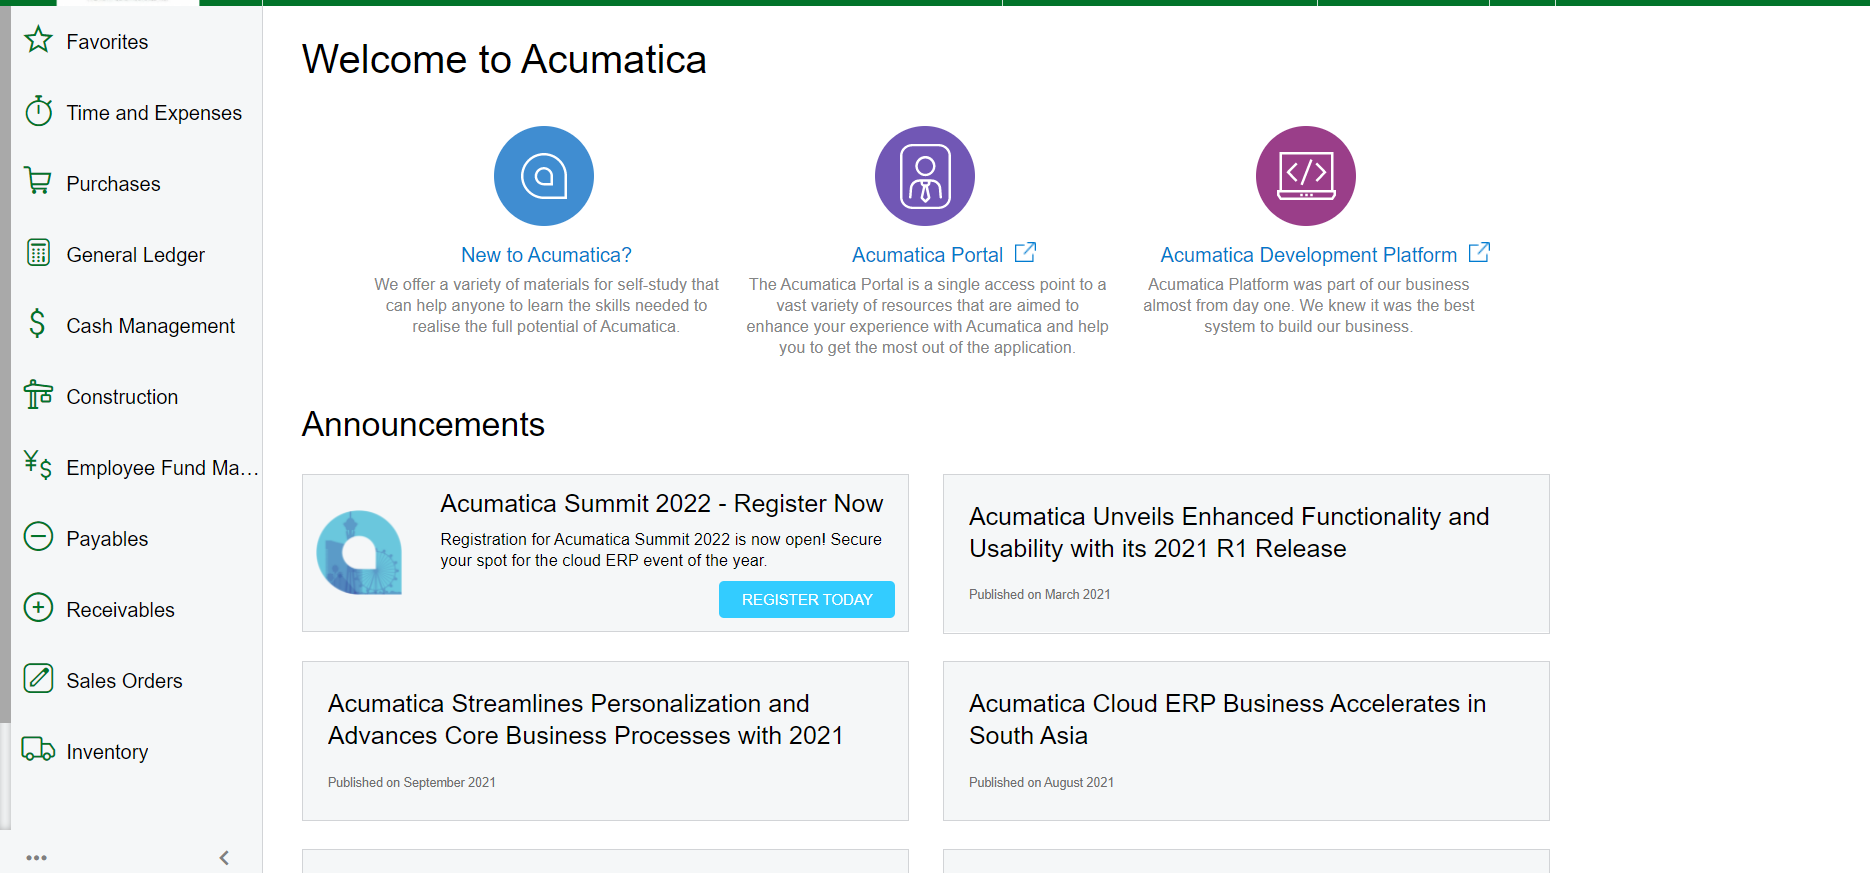 Favorites
Time and Expenses
Purchases
General Ledger
Cash Management
Construction
Employee Fund Ma...
Payables
Receivables
Sales Orders
Inventory
Welcome to Acumatica
New to Acumatica?
We offer a variety of materials for self-study that
can help anyone to learn the skills needed to
realise the full potential of Acumatica.
Acumatica Portal
The Acumatica Portal is a single access point to a
vast variety of resources that are aimed to
enhance your experience with Acumatica and help
you to get the most out of the application.
Acumatica Development Platform
Acumatica Platform was part of our business
almost from day one. We knew it was the best
system to build our business.
Announcements
Acumatica Summit 2022 - Register Now
Registration for Acumatica Summit 2022 is now open! Secure
your spot for the cloud ERP event of the year.
REGISTER TODAY
Acumatica Unveils Enhanced Functionality and
Usability with its 2021 R1 Release
Published on March 2021
Acumatica Streamlines Personalization and
Advances Core Business Processes with 2021
Published on September 2021
Acumatica Cloud ERP Business Accelerates in
South Asia
Published on August 2021